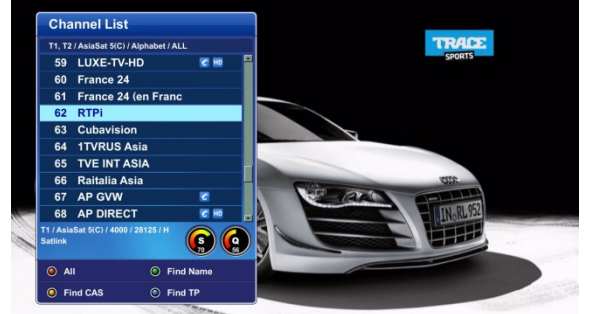 Channel List
T1, T2 / AsiaSat 5(C) / Alphabet / ALL
59 LUXE-TV-HD HD
60 France 24
61 France 24 (en Franc
62 RTPi
63 Cubavision
64 1TVRUS Asia
65 TVE INT ASIA
66 Raitalia Asia
67 AP GVW
68 AP DIRECT HD
T1 / AsiaSat 5(C) / 4000 / 28125 / H
Satlink
S 70
Q 56
All
Find Name
Find CAS
Find TP
TRACE
SPORTS
IN·RL 952